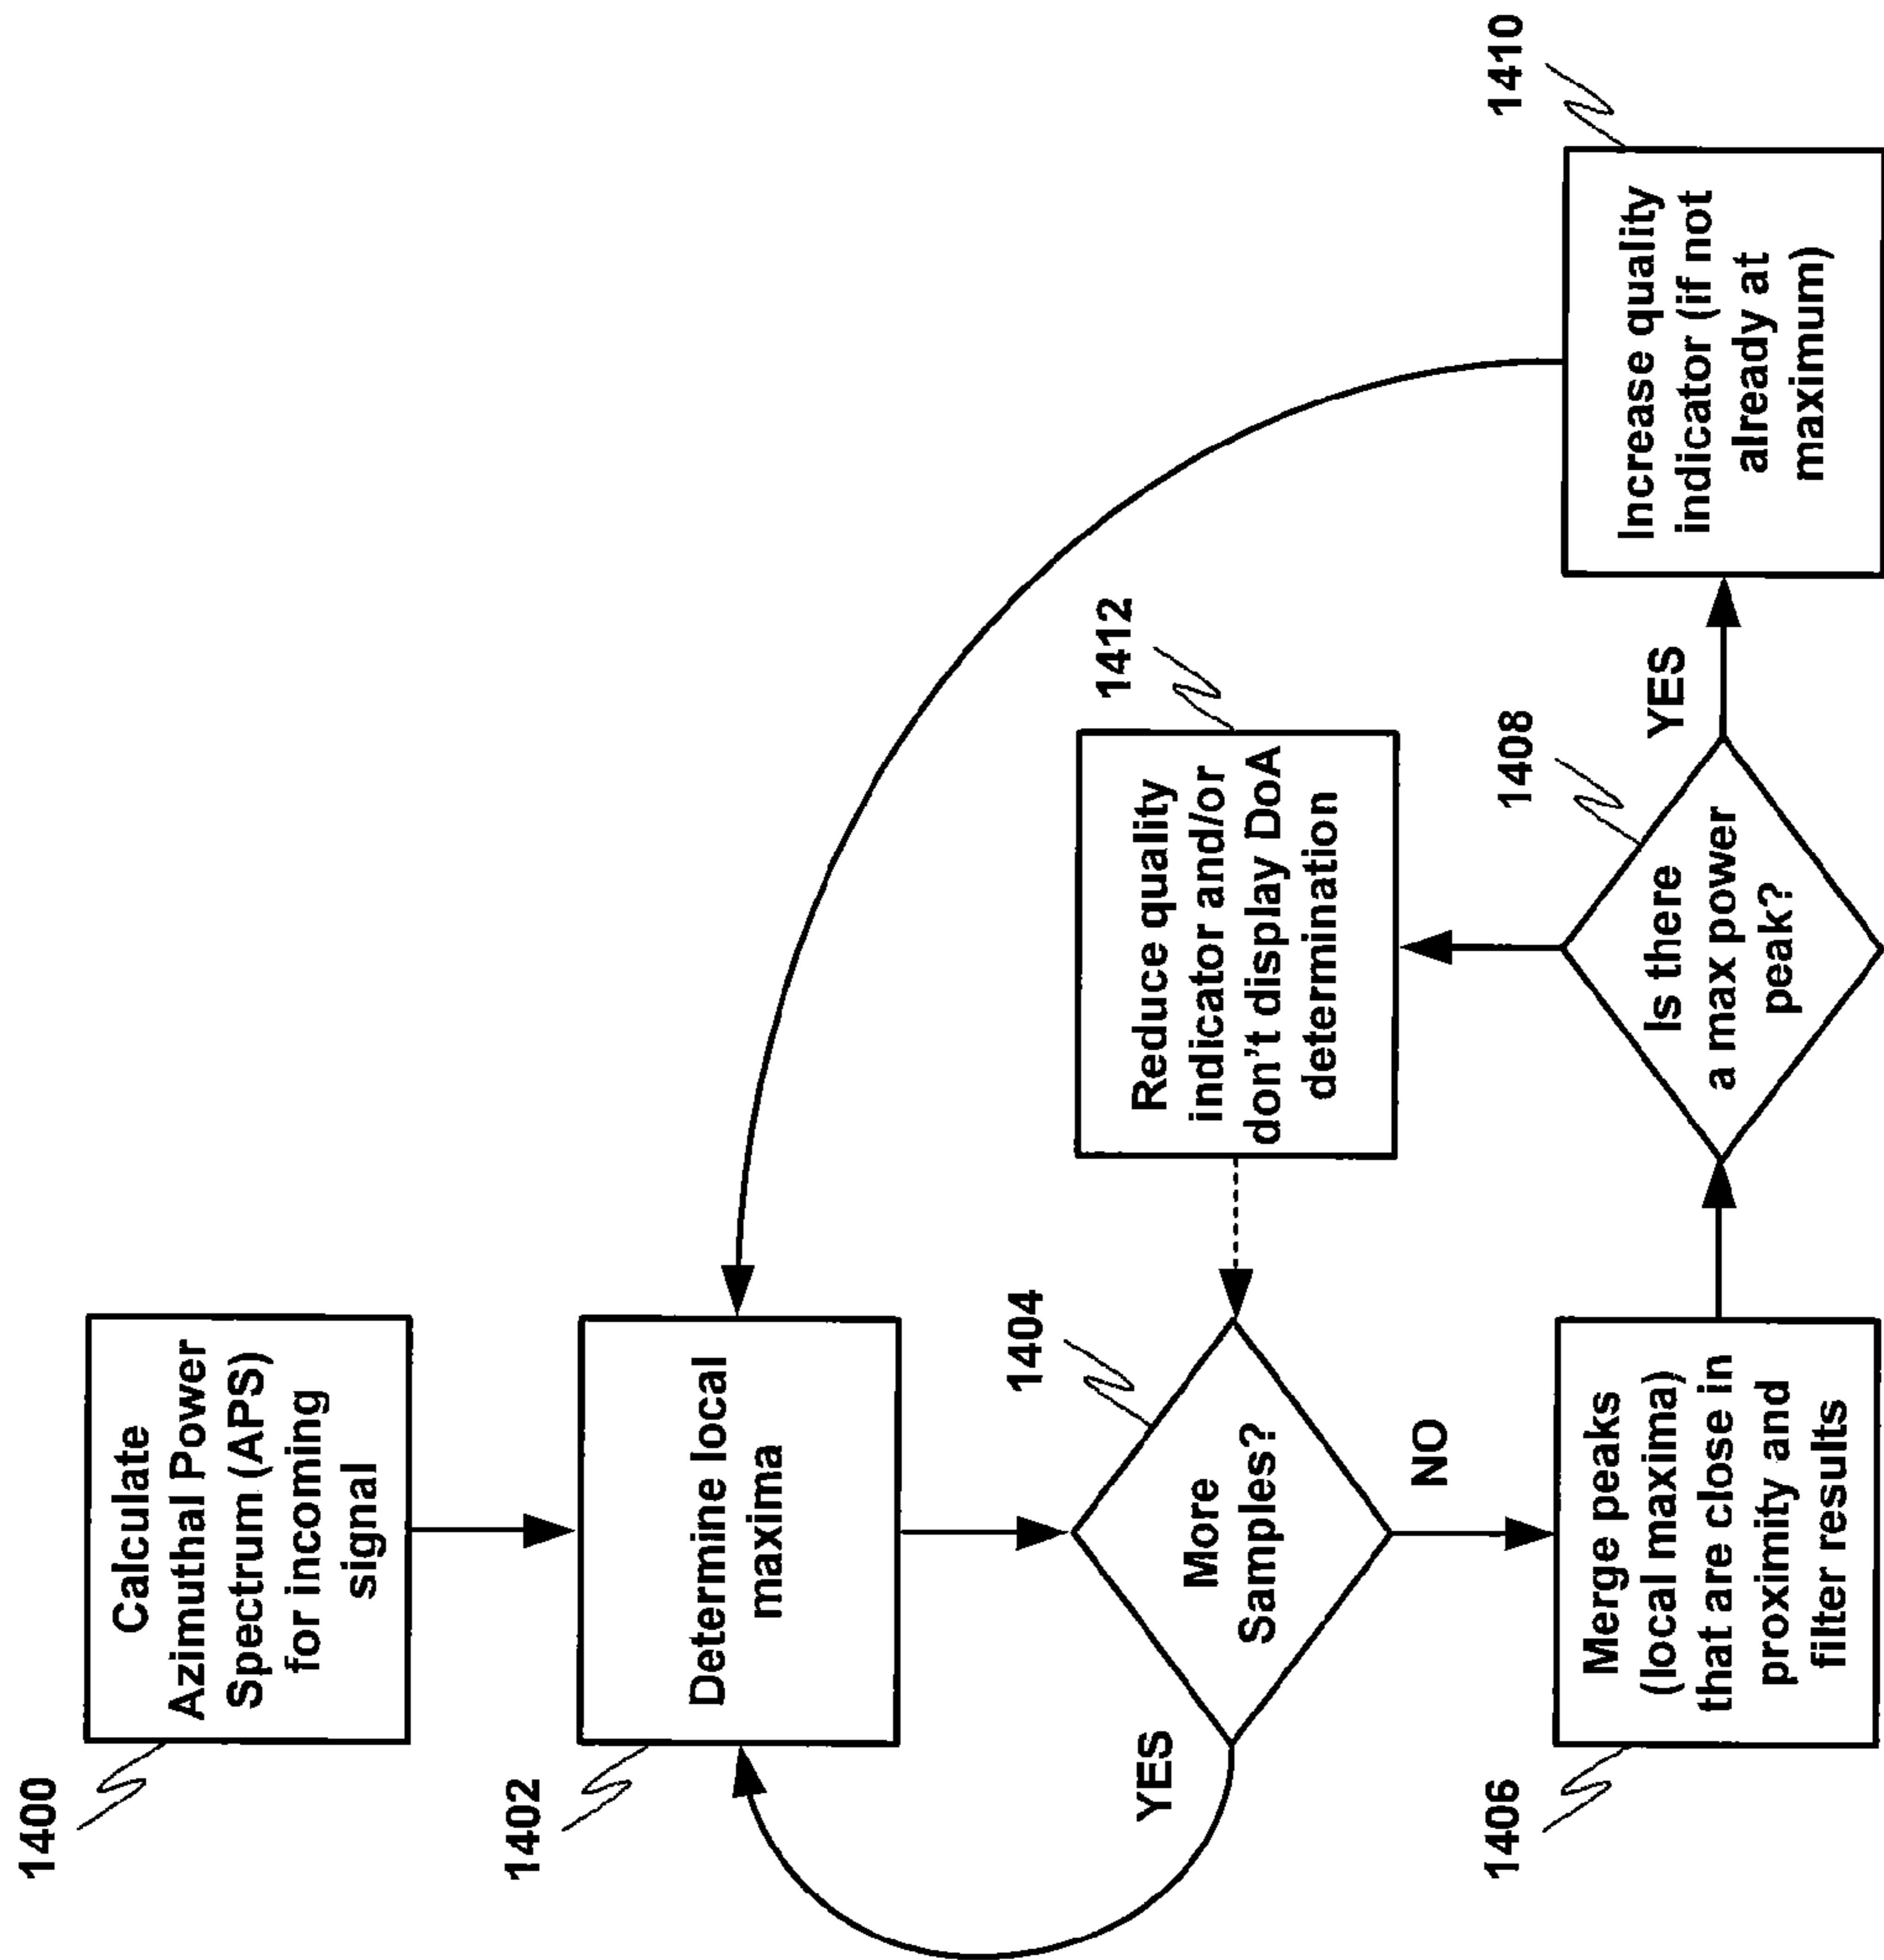 1400
Calculate
Azimuthal Power
Spectrum (APS)
for incoming
signal
1402
Determine local
maxima
1404
More
Samples?
YES
NO
1406
Merge peaks
(local maxima)
that are close in
proximity and
filter results
1408
Is there
a max power
peak?
YES
1410
Increase quality
indicator (if not
already at
maximum)
1412
Reduce quality
indicator and/or
don't display DoA
determination